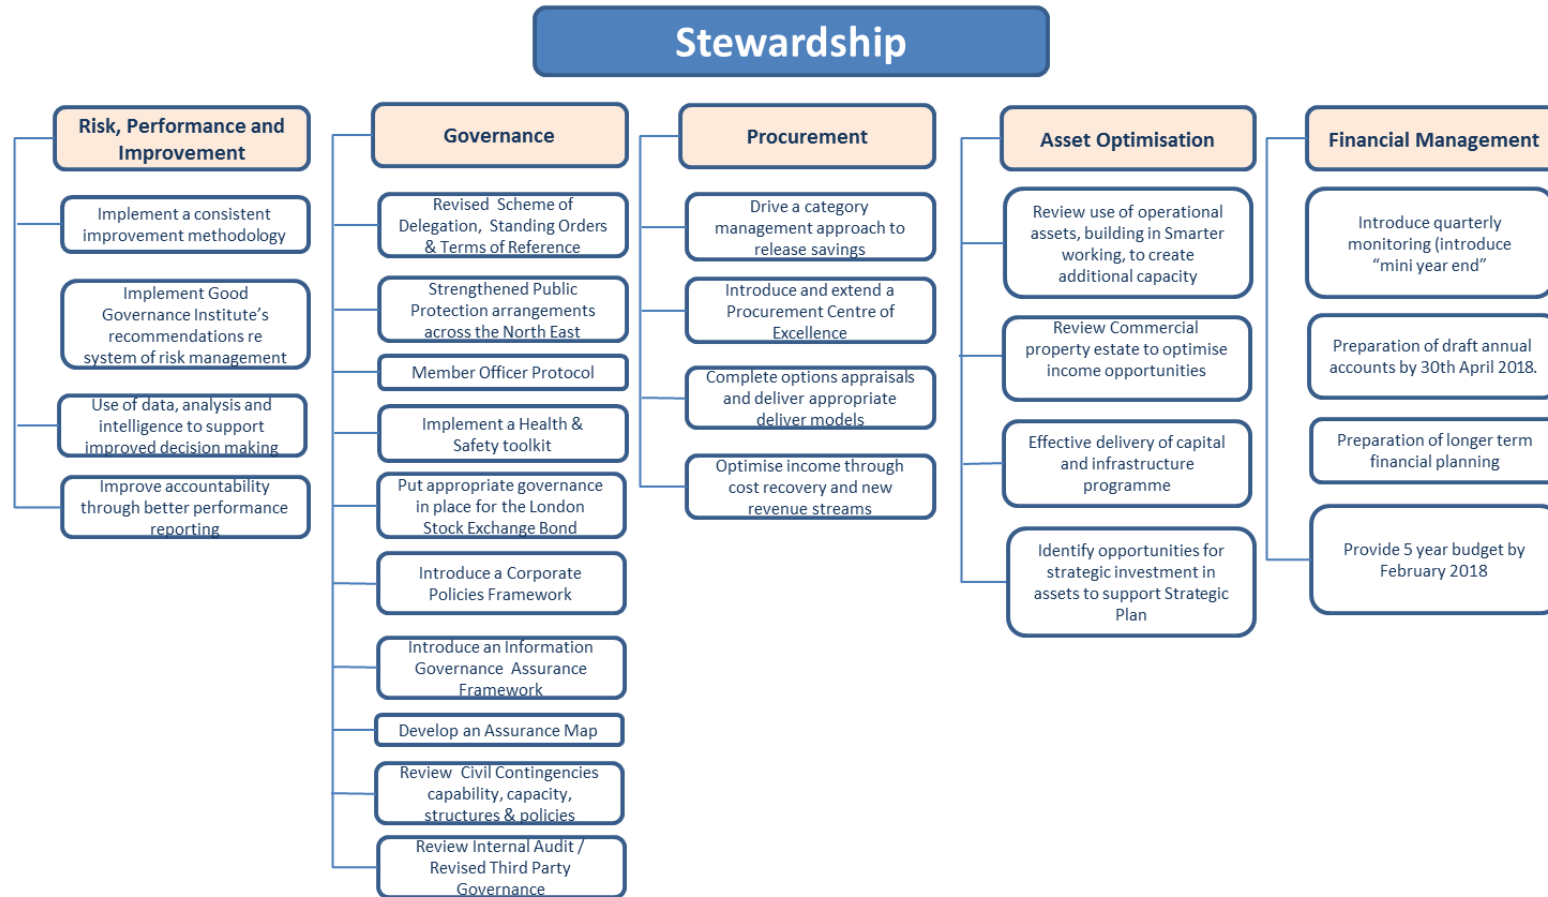 Stewardship
Risk, Performance and
Improvement
Implement a consistent
improvement methodology
Implement Good
Governance Institute's
recommendations re
system of risk management
Use of data, analysis and
intelligence to support
improved decision making
Improve accountability
through better performance
reporting
Governance
Revised Scheme of
Delegation, Standing Orders
& Terms of Reference
Strengthened Public
Protection arrangements
across the North East
Member Officer Protocol
Implement a Health &
Safety toolkit
Put appropriate governance
in place for the London
Stock Exchange Bond
Introduce a Corporate
Policies Framework
Introduce an Information
Governance Assurance
Framework
Develop an Assurance Map
Review Civil Contingencies
capability, capacity,
structures & policies
Review Internal Audit /
Revised Third Party
Governance
Procurement
Drive a category
management approach to
release savings
Introduce and extend a
Procurement Centre of
Excellence
Complete options appraisals
and deliver appropriate
deliver models
Optimise income through
cost recovery and new
revenue streams
Asset Optimisation
Review use of operational
assets, building in Smarter
working, to create
additional capacity
Review Commercial
property estate to optimise
income opportunities
Effective delivery of capital
and infrastructure
programme
Identify opportunities for
strategic investment in
assets to support Strategic
Plan
Financial Management
Introduce quarterly
monitoring (introduce
“mini year end”
Preparation of draft annual
accounts by 30th April 2018.
Preparation of longer term
financial planning
Provide 5 year budget by
February 2018